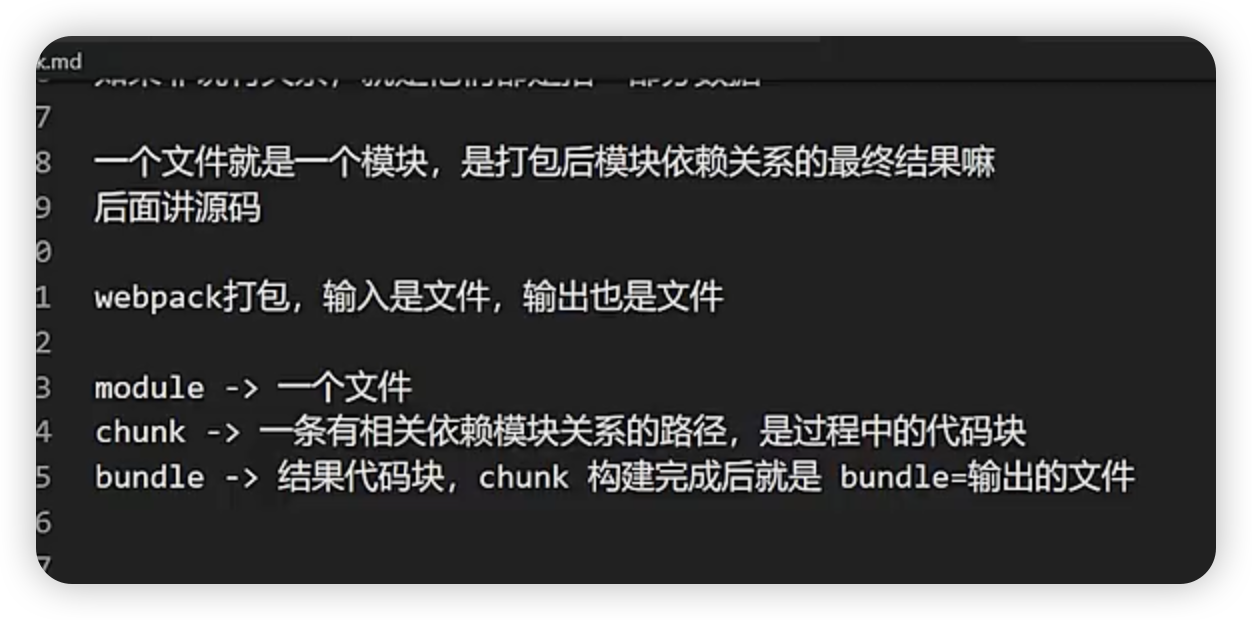 k.md
7
8 一个文件就是一个模块，是打包后模块依赖关系的最终结果嘛
9 后面讲源码
0
1 webpack打包，输入是文件，输出也是文件
2
3 module -> 一个文件
4 chunk -> 一条有相关依赖模块关系的路径，是过程中的代码块
5 bundle -> 结果代码块，chunk 构建完成后就是 bundle=输出的文件
6
7